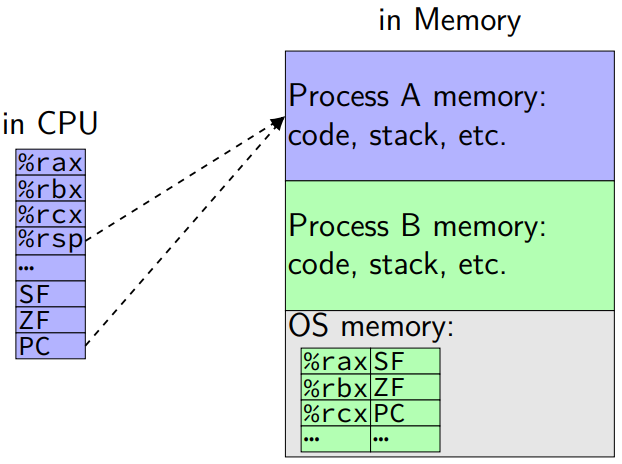 in Memory
in CPU
%rax
%rbx
%rcx
%rsp
…
SF
ZF
PC
Process A memory:
code, stack, etc.
Process B memory:
code, stack, etc.
OS memory:
%rax SF
%rbx ZF
%rcx PC
… …